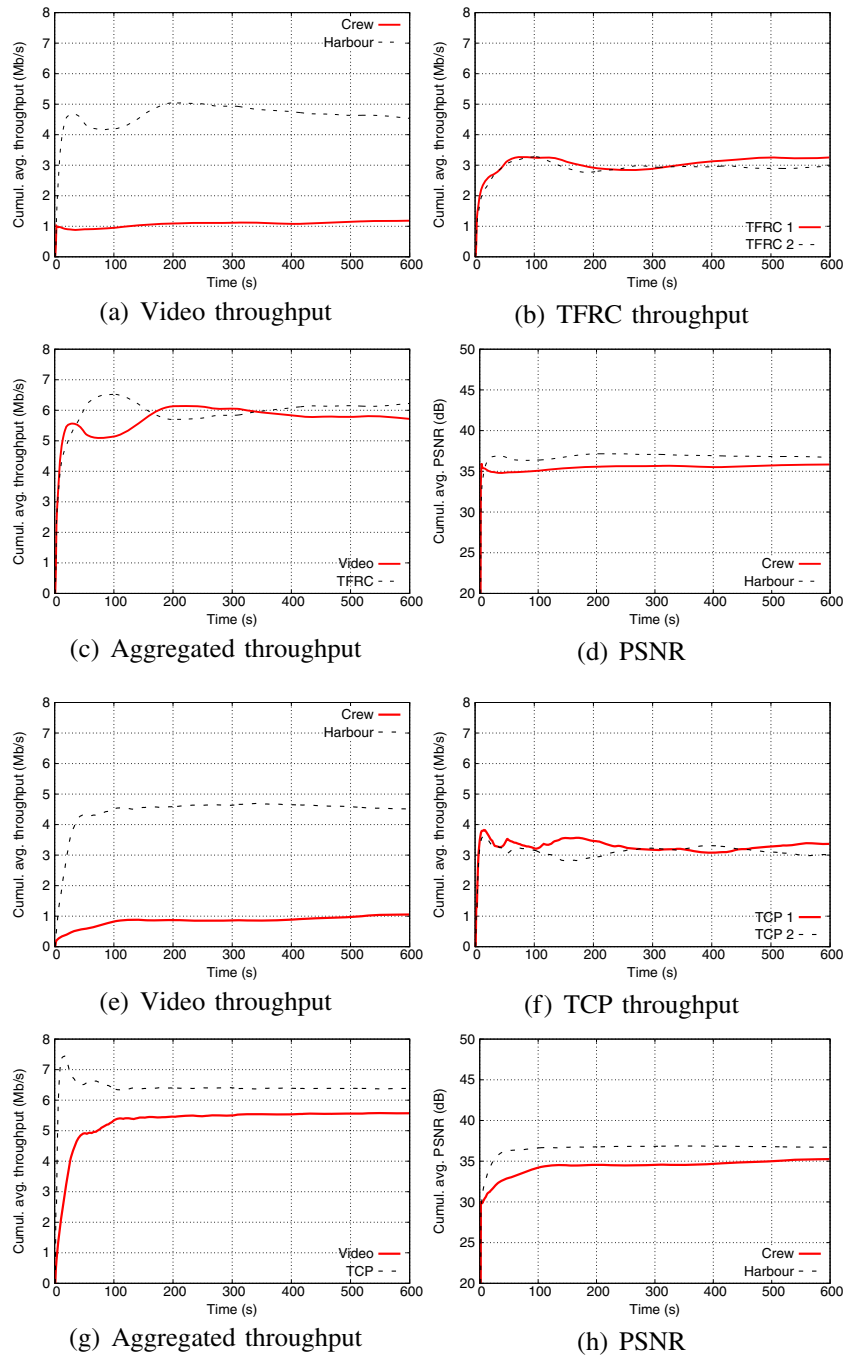 Cumul. avg. throughput (Mb/s)
8
7
6
5
4
3
2
1
0
Crew
Harbour
0 100 200 300 400 500 600
Time (s)
(a) Video throughput
Cumul. avg. throughput (Mb/s)
8
7
6
5
4
3
2
1
0
TFRC 1
TFRC 2
0 100 200 300 400 500 600
Time (s)
(b) TFRC throughput
Cumul. avg. throughput (Mb/s)
8
7
6
5
4
3
2
1
0
Video
TFRC
0 100 200 300 400 500 600
Time (s)
(c) Aggregated throughput
Cumul. avg. PSNR (dB)
50
45
40
35
30
25
20
Crew
Harbour
0 100 200 300 400 500 600
Time (s)
(d) PSNR
Cumul. avg. throughput (Mb/s)
8
7
6
5
4
3
2
1
0
Crew
Harbour
0 100 200 300 400 500 600
Time (s)
(e) Video throughput
Cumul. avg. throughput (Mb/s)
8
7
6
5
4
3
2
1
0
TCP 1
TCP 2
0 100 200 300 400 500 600
Time (s)
(f) TCP throughput
Cumul. avg. throughput (Mb/s)
8
7
6
5
4
3
2
1
0
Video
TCP
0 100 200 300 400 500 600
Time (s)
(g) Aggregated throughput
Cumul. avg. PSNR (dB)
50
45
40
35
30
25
20
Crew
Harbour
0 100 200 300 400 500 600
Time (s)
(h) PSNR